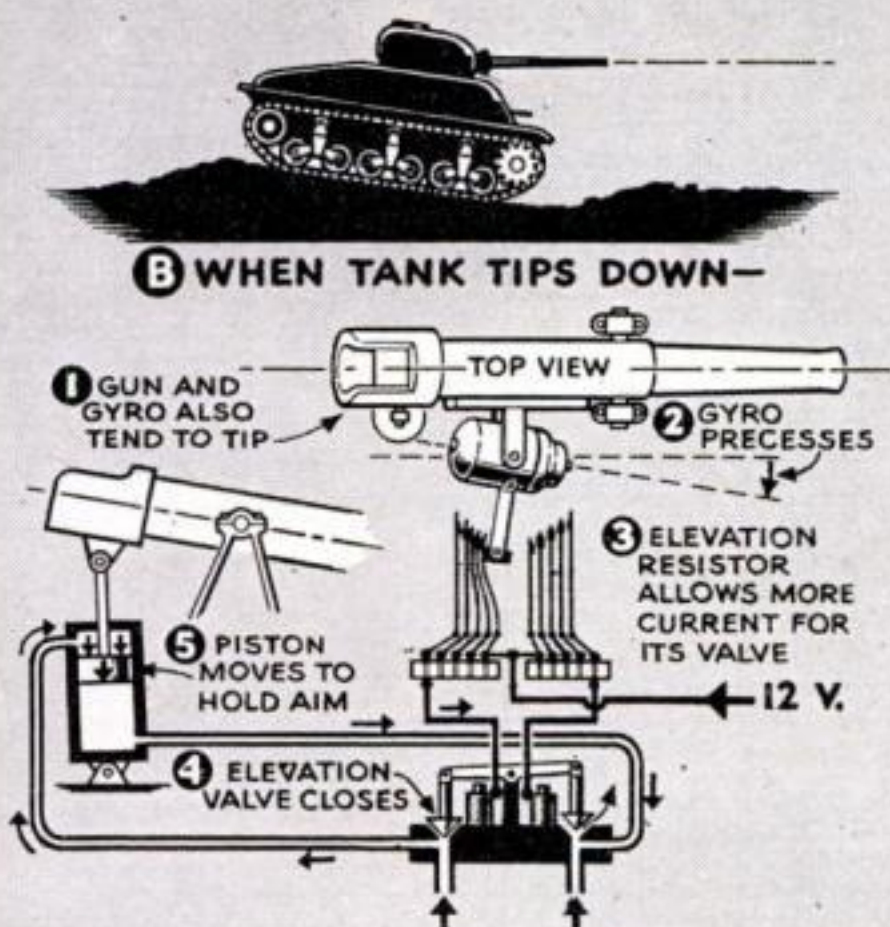 B WHEN TANK TIPS DOWN—
TOP VIEW
1 GUN AND
GYRO ALSO
TEND TO TIP
2 GYRO
PRECESSES
3 ELEVATION
RESISTOR
ALLOWS MORE
CURRENT FOR
ITS VALVE
12 V.
5 PISTON
MOVES TO
HOLD AIM
4 ELEVATION
VALVE CLOSES